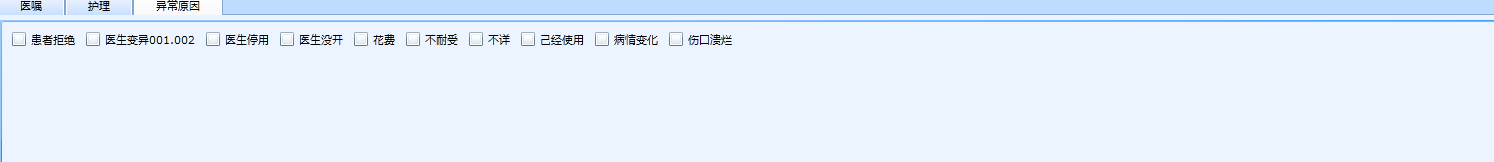 医嘱 护理 异常原因
患者拒绝 医生变异001.002 医生停用 医生没开 花费 不耐受 不详 己经使用 病情变化 伤口溃烂